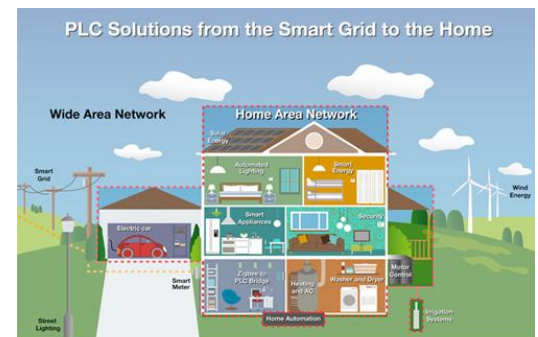 PLC Solutions from the Smart Grid to the Home
Wide Area Network
Home Area Network
Solar
Energy
Automated
Lighting
Smart
Energy
Smart
Grid
Wind
Energy
Smart
Appliances
Security
Electric car
Smart
Meter
Zigbee to
PLC Bridge
Heating
and AC
Washer and Dryer
Motor
Control
Street
Lighting
Home Automation
Irrigation
Systems